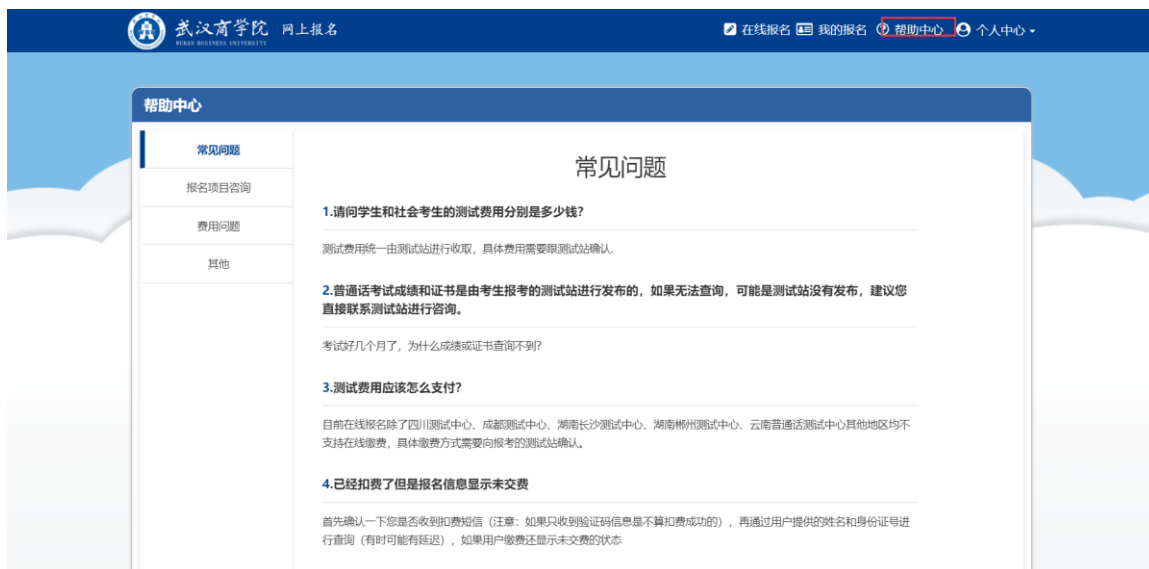 武汉商学院 网上报名
WUHAN BUSINESS UNIVERSITY
在线报名 我的报名 帮助中心 个人中心
帮助中心
常见问题
报名项目咨询
费用问题
其他
常见问题
1.请问学生和社会考生的测试费用分别是多少钱?
测试费用统一由测试站进行收取，具体费用需要跟测试站确认.
2.普通话考试成绩和证书是由考生报考的测试站进行发布的，如果无法查询，可能是测试站没有发布，建议您
直接联系测试站进行咨询。
考试好几个月了，为什么成绩或证书查询不到?
3.测试费用应该怎么支付?
目前在线报名除了四川测试中心、成都测试中心、湖南长沙测试中心、湖南郴州测试中心、云南普通话测试中心其他地区均不
支持在线缴费，具体缴费方式需要向报考的测试站确认。
4.已经扣费了但是报名信息显示未交费
首先确认一下您是否收到扣费短信（注意：如果只收到验证码信息是不算扣费成功的），再通过用户提供的姓名和身份证号进
行查询（有时可能有延迟），如果用户缴费还显示未交费的状态